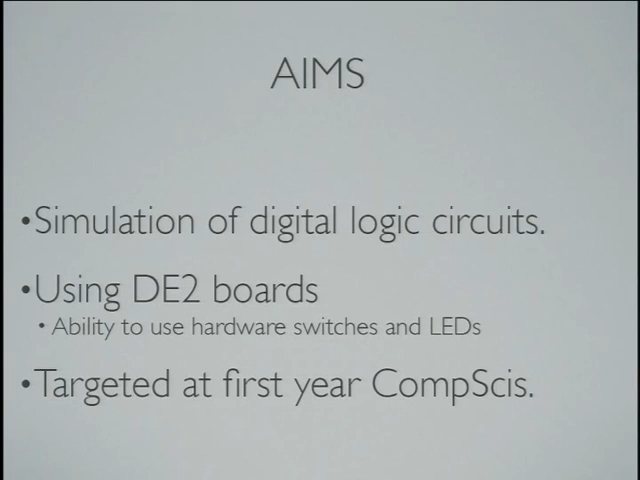 AIMS
•Simulation of digital logic circuits.
•Using DE2 boards
•Ability to use hardware switches and LEDs
•Targeted at first year CompScis.